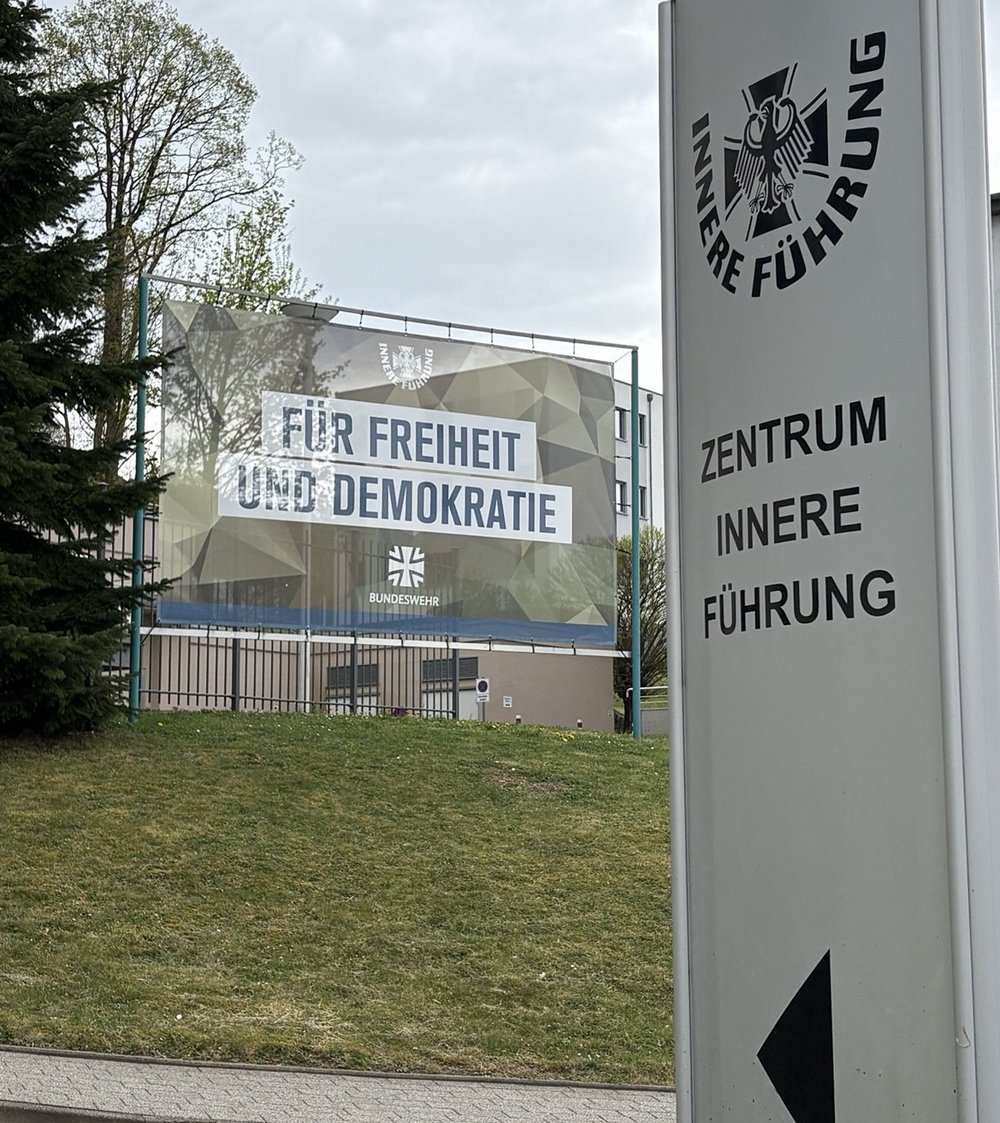 INNERE FÜHRUNG
FÜR FREIHEIT
UND DEMOKRATIE
BUNDESWEHR
INNERE FÜHRUNG
ZENTRUM
INNERE
FÜHRUNG